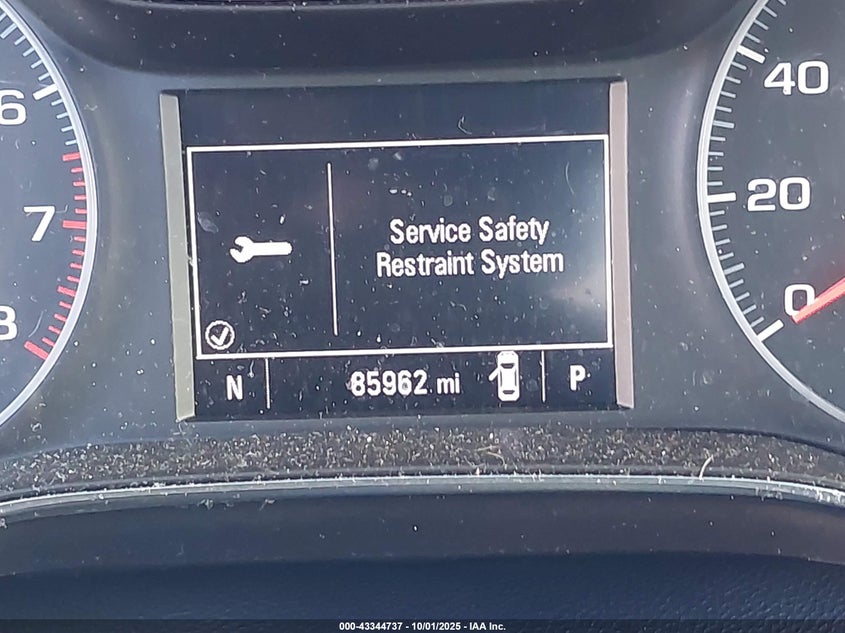 6
7
8
40
20
0
Service Safety
Restraint System
N 85962 mi P
000-43344737 - 10/01/2025 - IAA Inc.